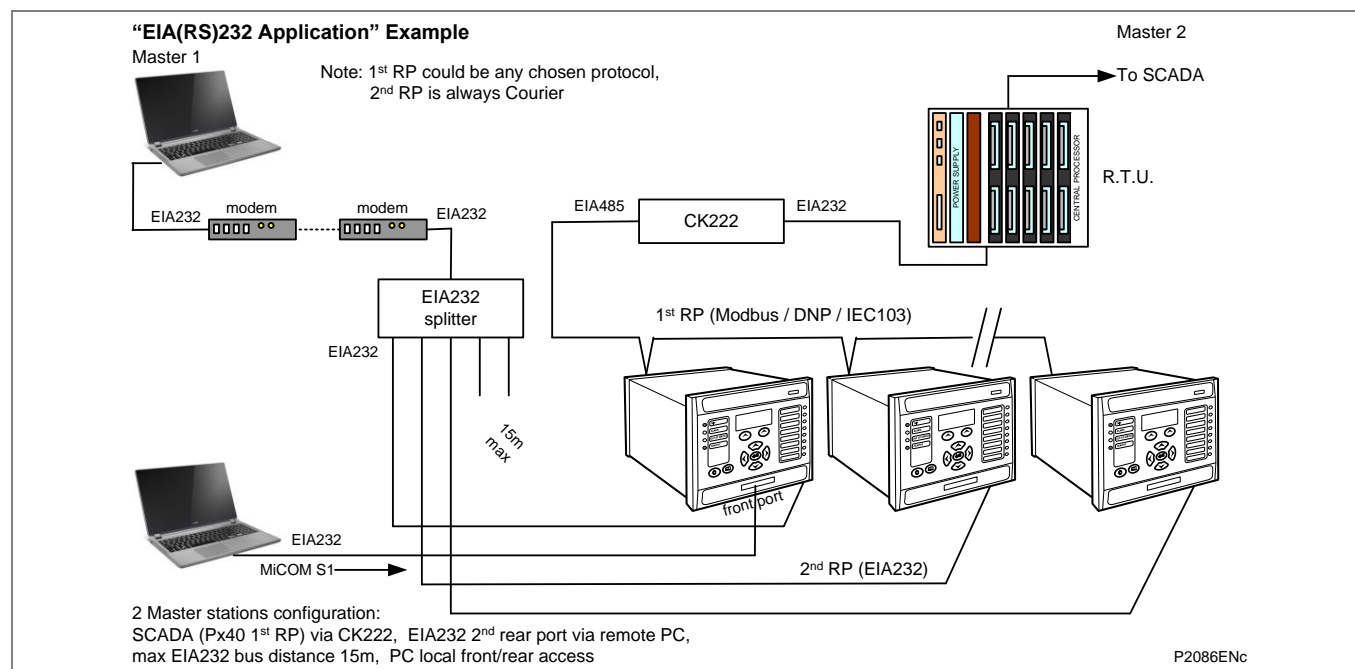 “EIA(RS)232 Application” Example
Master 1
Note: 1st RP could be any chosen protocol,
2nd RP is always Courier
Master 2
To SCADA
POWER SUPPLY
CENTRAL PROCESSOR
R.T.U.
EIA232
modem
modem
EIA232
EIA485
CK222
EIA232
EIA232
splitter
1st RP (Modbus / DNP / IEC103)
EIA232
15m
max
front port
EIA232
MiCOM S1
2nd RP (EIA232)
2 Master stations configuration:
SCADA (Px40 1st RP) via CK222, EIA232 2nd rear port via remote PC,
max EIA232 bus distance 15m, PC local front/rear access
P2086ENc